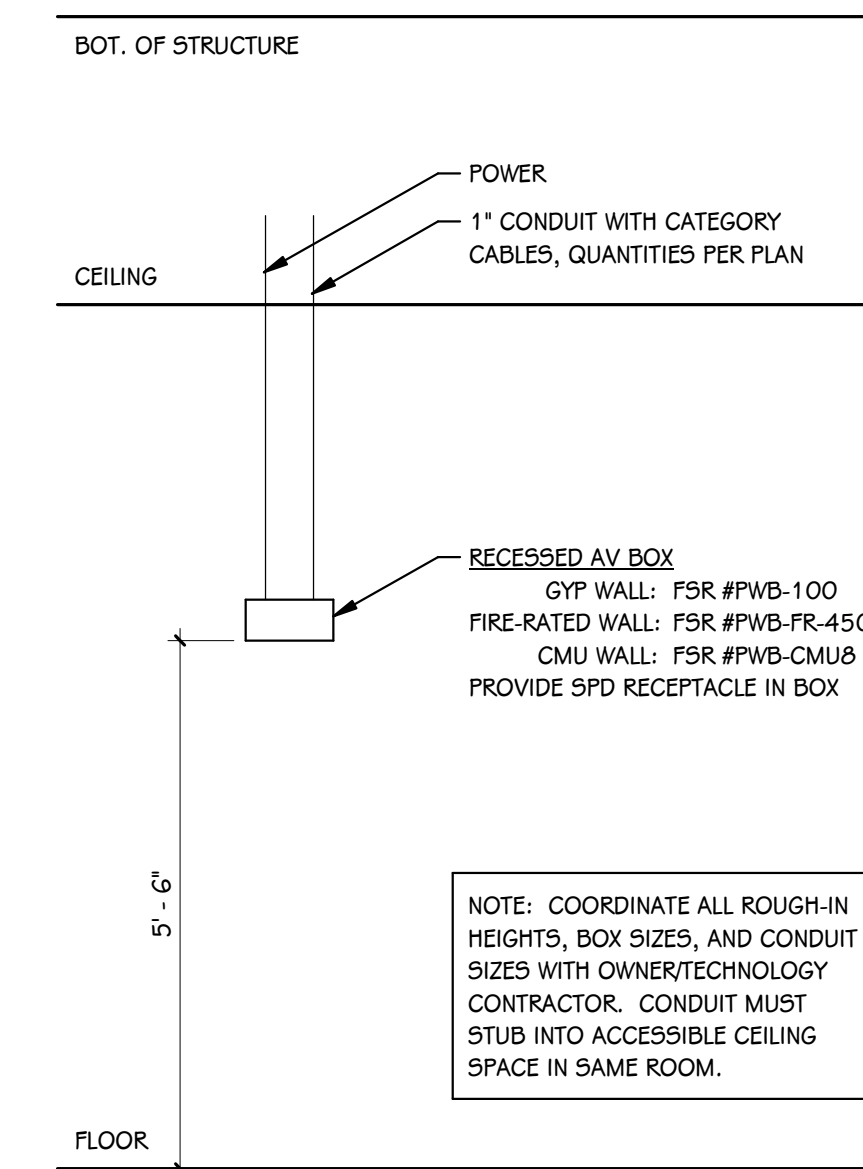 BOT. OF STRUCTURE
POWER
1" CONDUIT WITH CATEGORY
CABLES, QUANTITIES PER PLAN
CEILING
RECESSED AV BOX
GYP WALL: FSR #PWB-100
FIRE-RATED WALL: FSR #PWB-FR-450
CMU WALL: FSR #PWB-CMU8
PROVIDE SPD RECEPTACLE IN BOX
5' - 6"
NOTE: COORDINATE ALL ROUGH-IN
HEIGHTS, BOX SIZES, AND CONDUIT
SIZES WITH OWNER/TECHNOLOGY
CONTRACTOR. CONDUIT MUST
STUB INTO ACCESSIBLE CEILING
SPACE IN SAME ROOM.
FLOOR